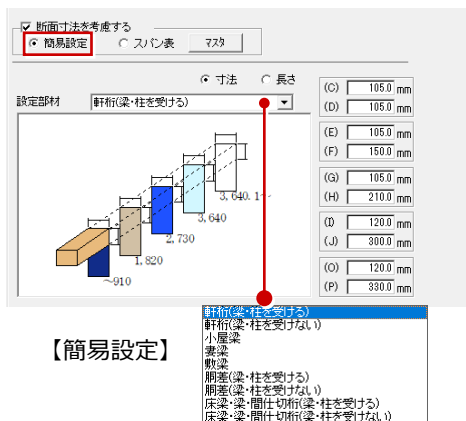 断面寸法を考慮する
簡易設定 スパン表 マスタ
寸法 長さ
設定部材 軒桁(梁・柱を受ける)
(C) 105.0 mm
(D) 105.0 mm
(E) 105.0 mm
(F) 150.0 mm
(G) 105.0 mm
(H) 210.0 mm
(I) 120.0 mm
(J) 300.0 mm
(O) 120.0 mm
(P) 330.0 mm
3,640.1～
3,640
2,730
1,820
～910
【簡易設定】
軒桁(梁・柱を受ける)
軒桁(梁・柱を受けない)
小屋梁
妻梁
敷梁
胴差(梁・柱を受ける)
胴差(梁・柱を受けない)
床梁・梁・間仕切桁(梁・柱を受ける)
床梁・梁・間仕切桁(梁・柱を受けない)